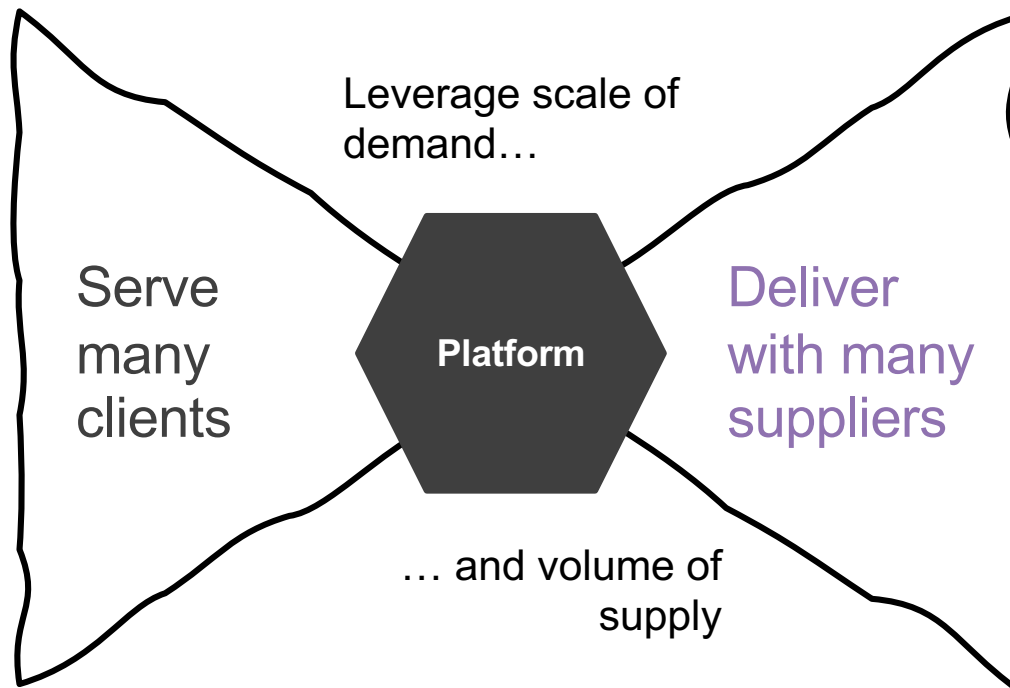 Leverage scale of
demand…
Serve
many
clients
Platform
Deliver
with many
suppliers
… and volume of
supply